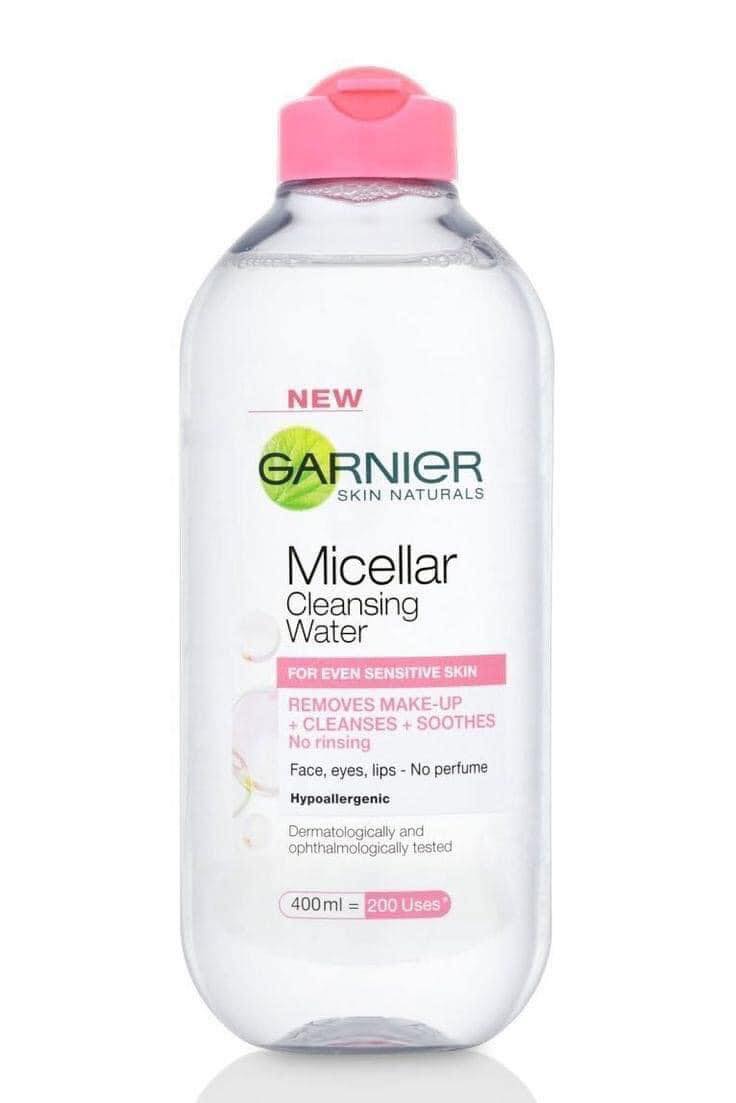 NEW
GARNIER
SKIN NATURALS
Micellar
Cleansing
Water
FOR EVEN SENSITIVE SKIN
REMOVES MAKE-UP
+ CLEANSES + SOOTHES
No rinsing
Face, eyes, lips - No perfume
Hypoallergenic
Dermatologically and
ophthalmologically tested
400ml = 200 Uses*